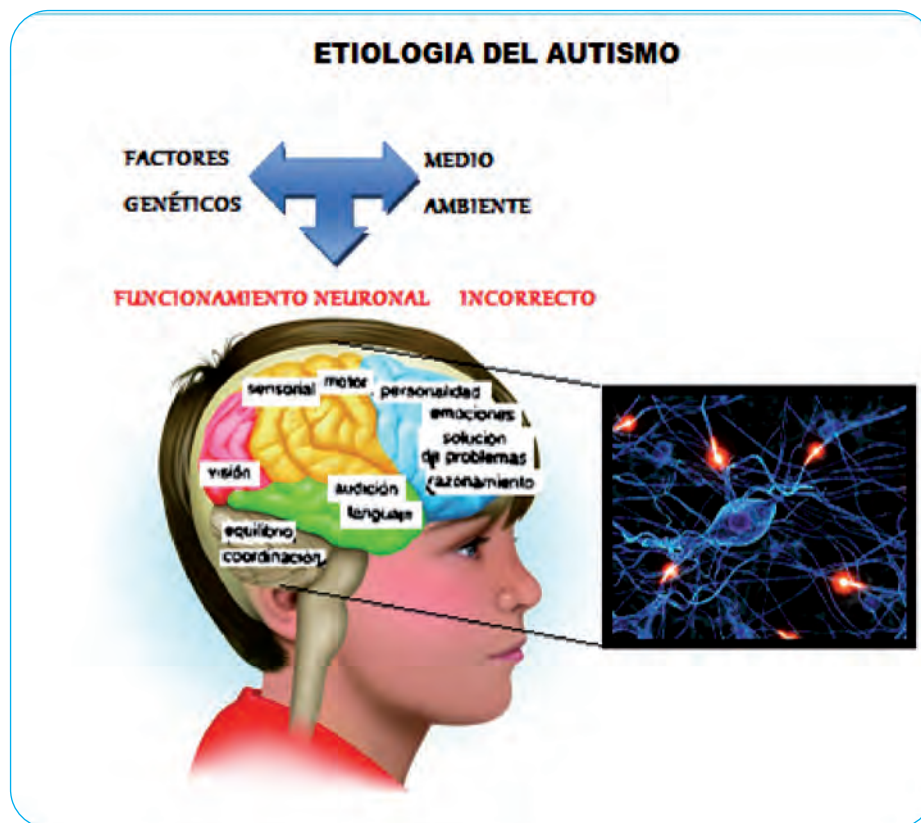 ETIOLOGIA DEL AUTISMO
FACTORES
GENÉTICOS
MEDIO
AMBIENTE
FUNCIONAMIENTO NEURONAL INCORRECTO
sensorial
motor
personalidad
emociones
solución
de problemas
razonamiento
visión
audición
lenguaje
equilibrio
coordinación